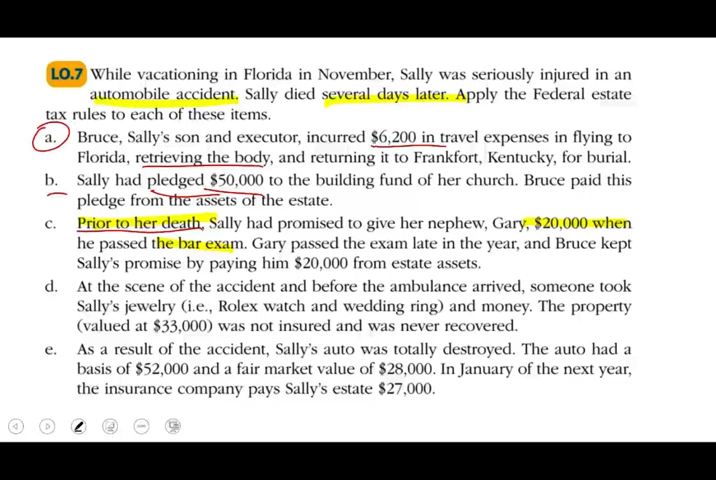 LO.7 While vacationing in Florida in November, Sally was seriously injured in an
automobile accident. Sally died several days later. Apply the Federal estate
tax rules to each of these items.
a. Bruce, Sally's son and executor, incurred $6,200 in travel expenses in flying to
Florida, retrieving the body, and returning it to Frankfort, Kentucky, for burial.
b. Sally had pledged $50,000 to the building fund of her church. Bruce paid this
pledge from the assets of the estate.
c. Prior to her death, Sally had promised to give her nephew, Gary, $20,000 when
he passed the bar exam. Gary passed the exam late in the year, and Bruce kept
Sally's promise by paying him $20,000 from estate assets.
d. At the scene of the accident and before the ambulance arrived, someone took
Sally's jewelry (i.e., Rolex watch and wedding ring) and money. The property
(valued at $33,000) was not insured and was never recovered.
e. As a result of the accident, Sally's auto was totally destroyed. The auto had a
basis of $52,000 and a fair market value of $28,000. In January of the next year,
the insurance company pays Sally's estate $27,000.